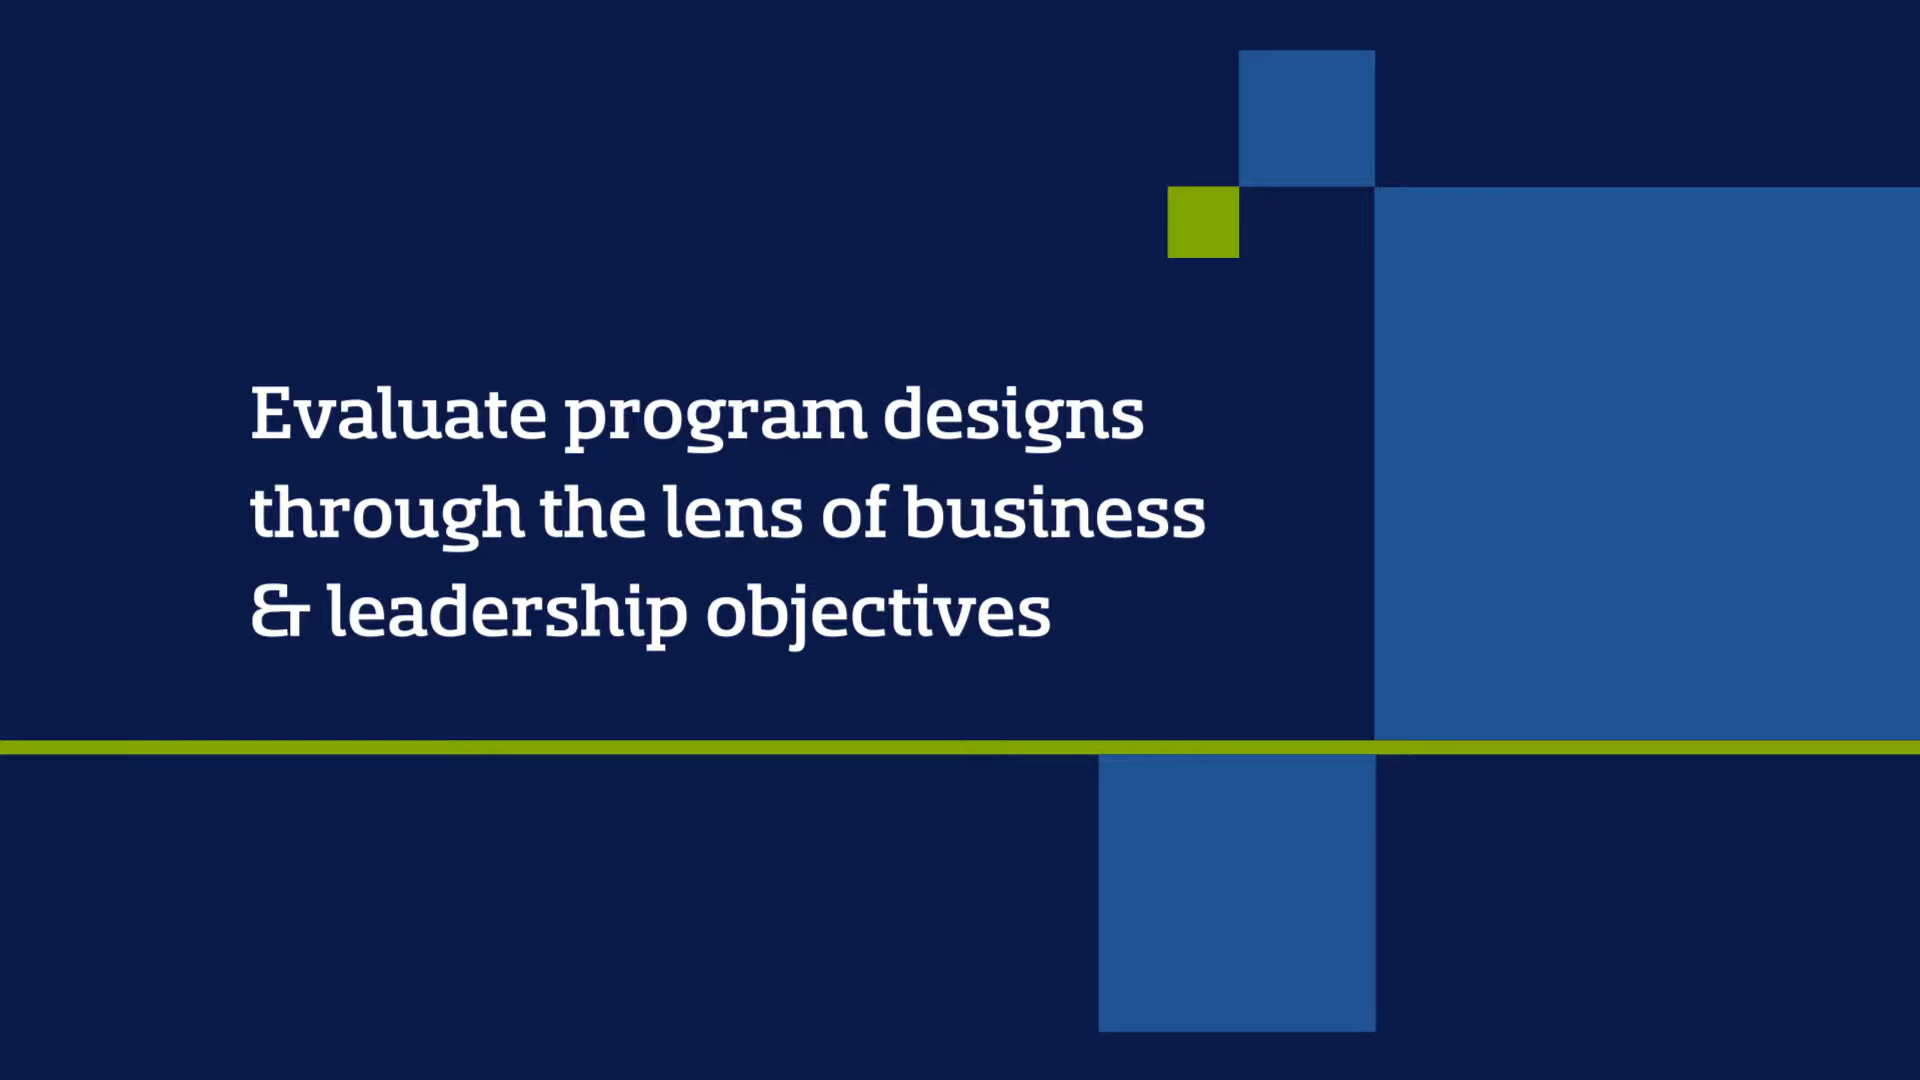 Evaluate program designs
through the lens of business
& leadership objectives